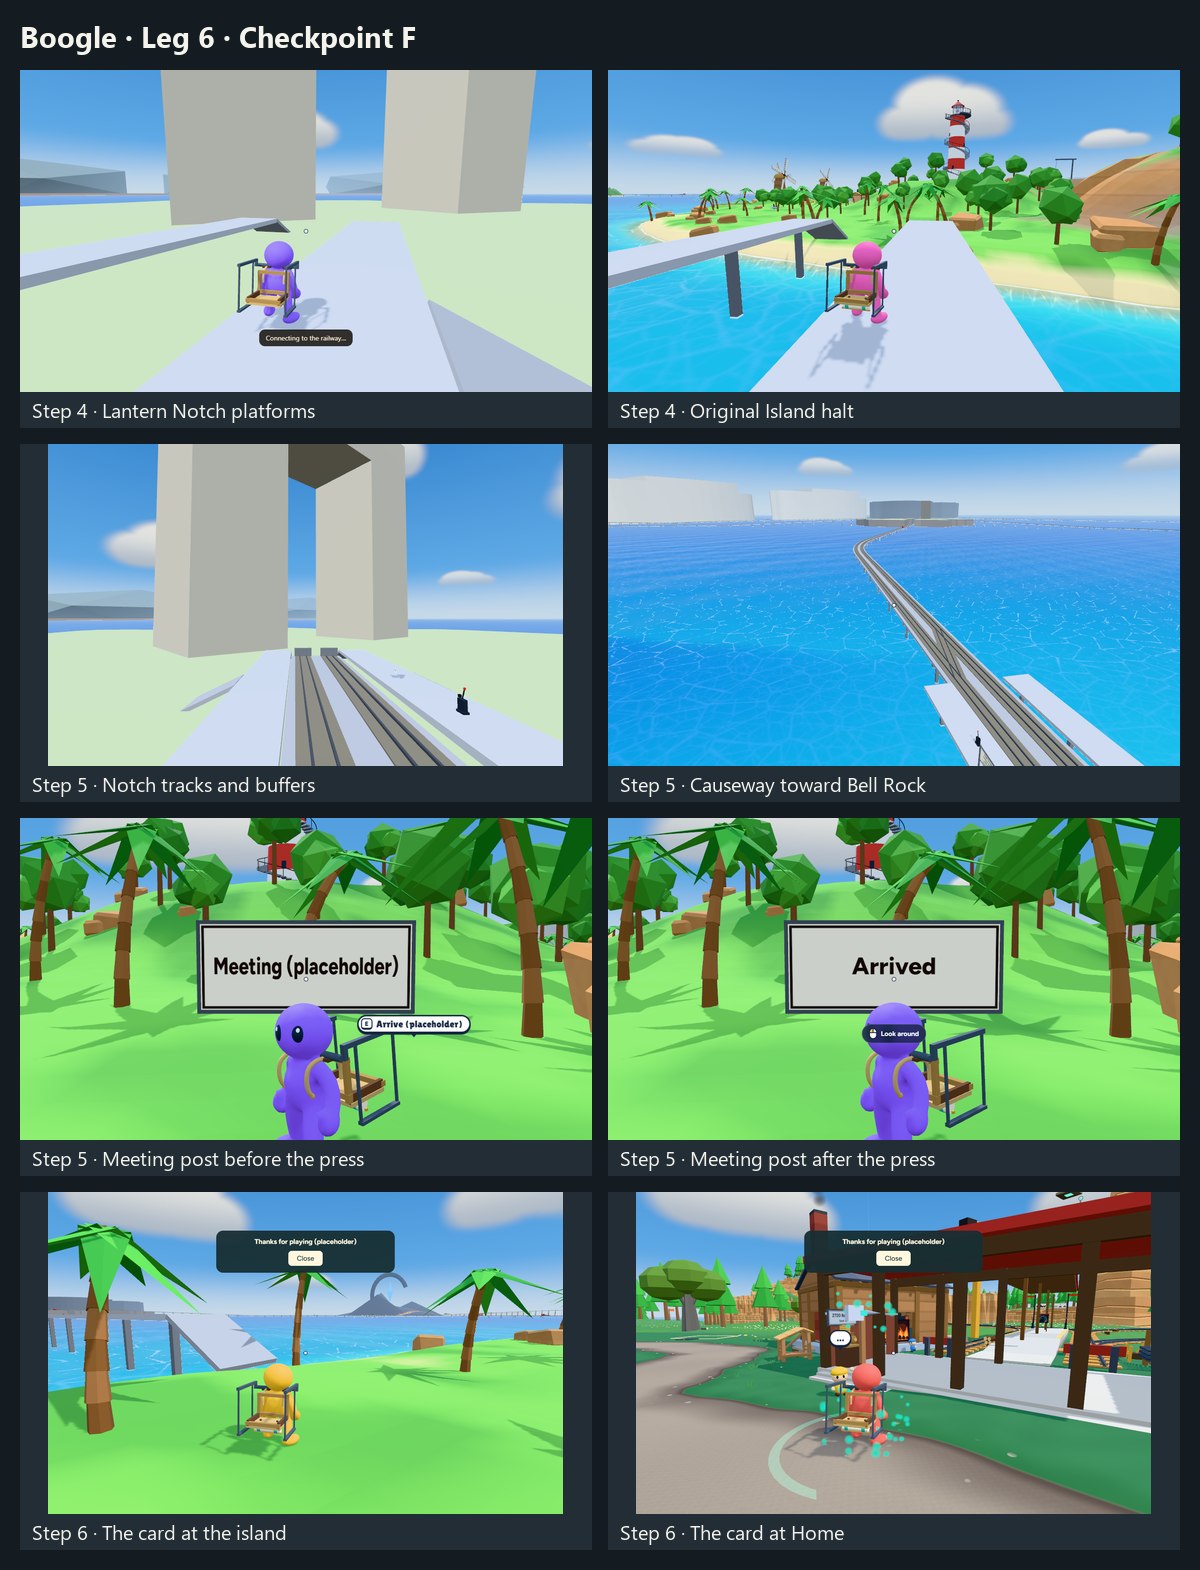 Boogle · Leg 6 · Checkpoint F
Connecting to the railway...
Step 4 · Lantern Notch platforms
Step 4 · Original Island halt
Step 5 · Notch tracks and buffers
Step 5 · Causeway toward Bell Rock
Meeting (placeholder)
E Arrive (placeholder)
Step 5 · Meeting post before the press
Arrived
Look around
Step 5 · Meeting post after the press
Thanks for playing (placeholder)
Close
Step 6 · The card at the island
Thanks for playing (placeholder)
Close
...
Step 6 · The card at Home